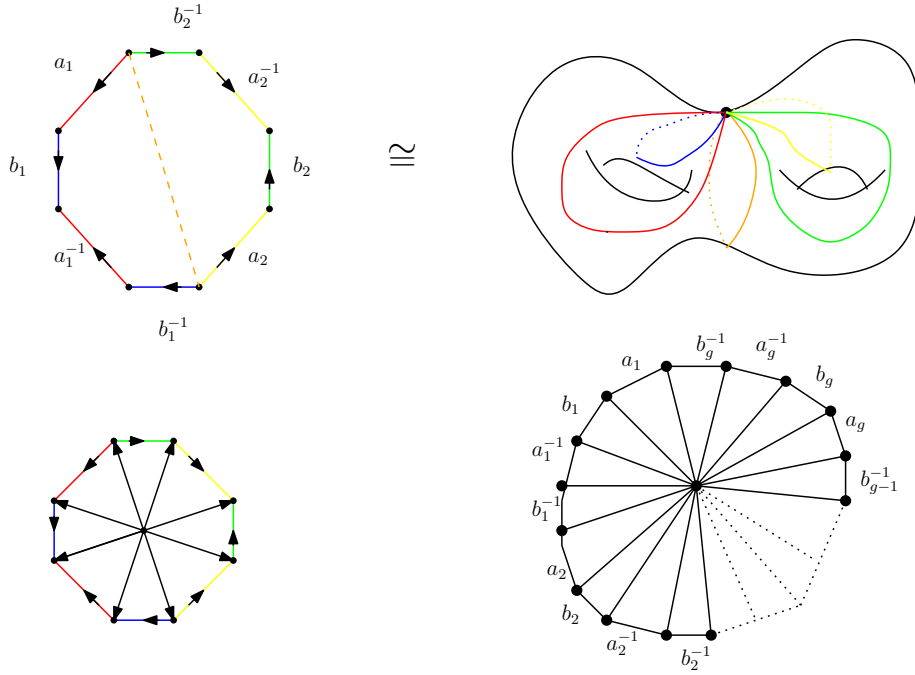 b_2^{-1}
a_1
a_2^{-1}
b_1
≅
b_2
a_1^{-1}
a_2
b_1^{-1}
b_g^{-1}
a_g^{-1}
a_1
b_g
b_1
a_g
a_1^{-1}
b_{g-1}^{-1}
b_1^{-1}
a_2
b_2
a_2^{-1}
b_2^{-1}